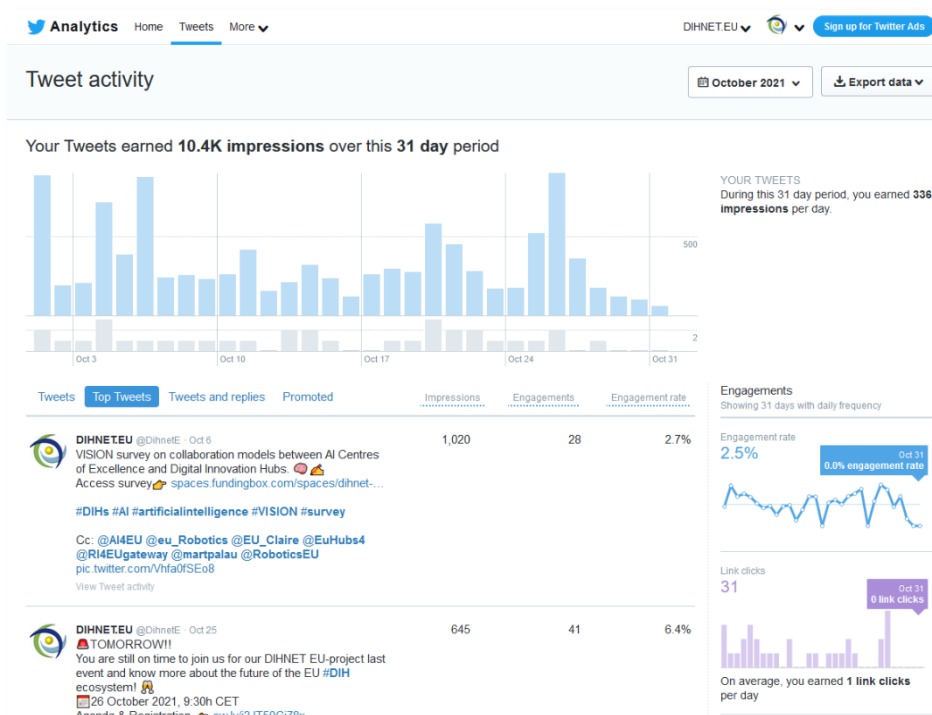 Analytics Home Tweets More
DIHNET.EU
Sign up for Twitter Ads
Tweet activity
October 2021
Export data
Your Tweets earned 10.4K impressions over this 31 day period
YOUR TWEETS
During this 31 day period, you earned 336
impressions per day.
500
2
Oct 3 Oct 10 Oct 17 Oct 24 Oct 31
Tweets Top Tweets Tweets and replies Promoted
Impressions Engagements Engagement rate
DIHNET.EU @DihnetE · Oct 6
1,020 28 2.7%
VISION survey on collaboration models between AI Centres
of Excellence and Digital Innovation Hubs. 🧠 ✍️
Access survey👉 spaces.fundingbox.com/spaces/dihnet-…
#DIHs #AI #artificialintelligence #VISION #survey
Cc: @AI4EU @eu_Robotics @EU_Claire @EuHubs4
@RI4EUgateway @martpalau @RoboticsEU
pic.twitter.com/Vhfa0fSEo8
View Tweet activity
DIHNET.EU @DihnetE · Oct 25
645 41 6.4%
🚨TOMORROW!!
You are still on time to join us for our DIHNET EU-project last
event and know more about the future of the EU #DIH
ecosystem!
26 October 2021, 9:30h CET
Agenda & Registration
Engagements
Showing 31 days with daily frequency
Engagement rate
2.5%
Oct 31
0.0% engagement rate
Link clicks
31
Oct 31
0 link clicks
On average, you earned 1 link clicks
per day